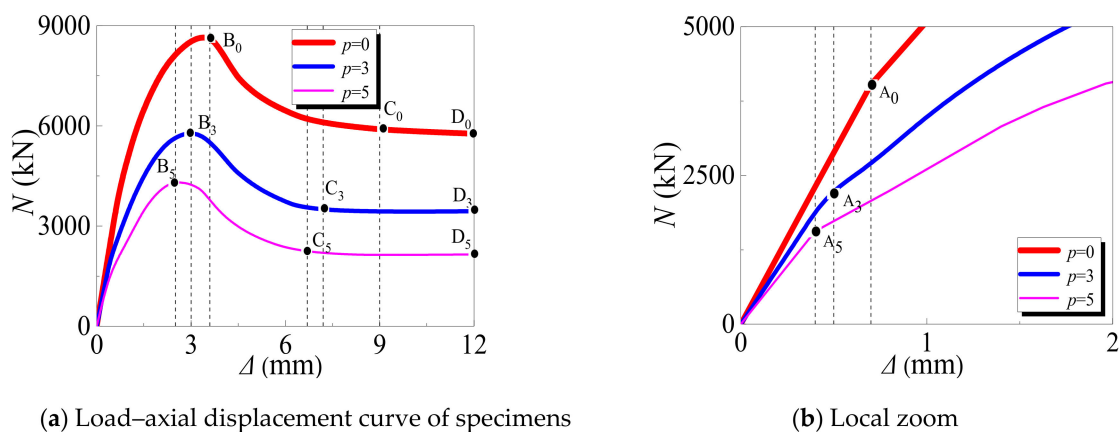 9000
6000
3000
0
N (kN)
0 3 6 9 12
Δ (mm)
p=0
p=3
p=5
B0
C0
D0
B3
C3
D3
B5
C5
D5
(a) Load–axial displacement curve of specimens
5000
2500
0
N (kN)
0 1 2
Δ (mm)
A0
A3
A5
p=0
p=3
p=5
(b) Local zoom